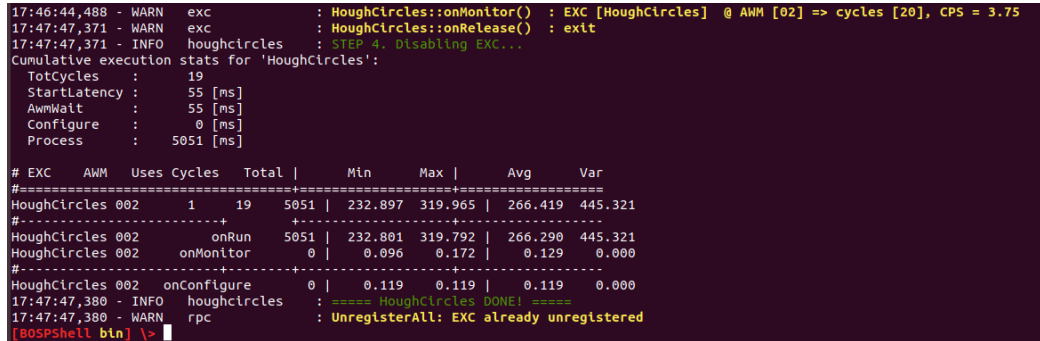 17:46:44,488 - WARN   exc              : HoughCircles::onMonitor()  : EXC [HoughCircles]  @ AWM [02] => cycles [20], CPS = 3.75
17:47:47,371 - WARN   exc              : HoughCircles::onRelease()  : exit
17:47:47,371 - INFO   houghcircles     : STEP 4. Disabling EXC...
Cumulative execution stats for 'HoughCircles':
  TotCycles    :      19
  StartLatency :      55 [ms]
  AwmWait      :      55 [ms]
  Configure    :       0 [ms]
  Process      :    5051 [ms]
# EXC    AWM   Uses Cycles   Total |      Min      Max |      Avg      Var
#==================================+===================+==================
HoughCircles 002      1     19    5051 |  232.897  319.965 |  266.419  445.321
#-------------------------+        +-------------------+------------------
HoughCircles 002         onRun    5051 |  232.801  319.792 |  266.290  445.321
HoughCircles 002     onMonitor       0 |    0.096    0.172 |    0.129    0.000
#-------------------------+--------+-------------------+------------------
HoughCircles 002   onConfigure       0 |    0.119    0.119 |    0.119    0.000
17:47:47,380 - INFO   houghcircles     : ===== HoughCircles DONE! =====
17:47:47,380 - WARN   rpc              : UnregisterAll: EXC already unregistered
[BOSPShell bin] \>